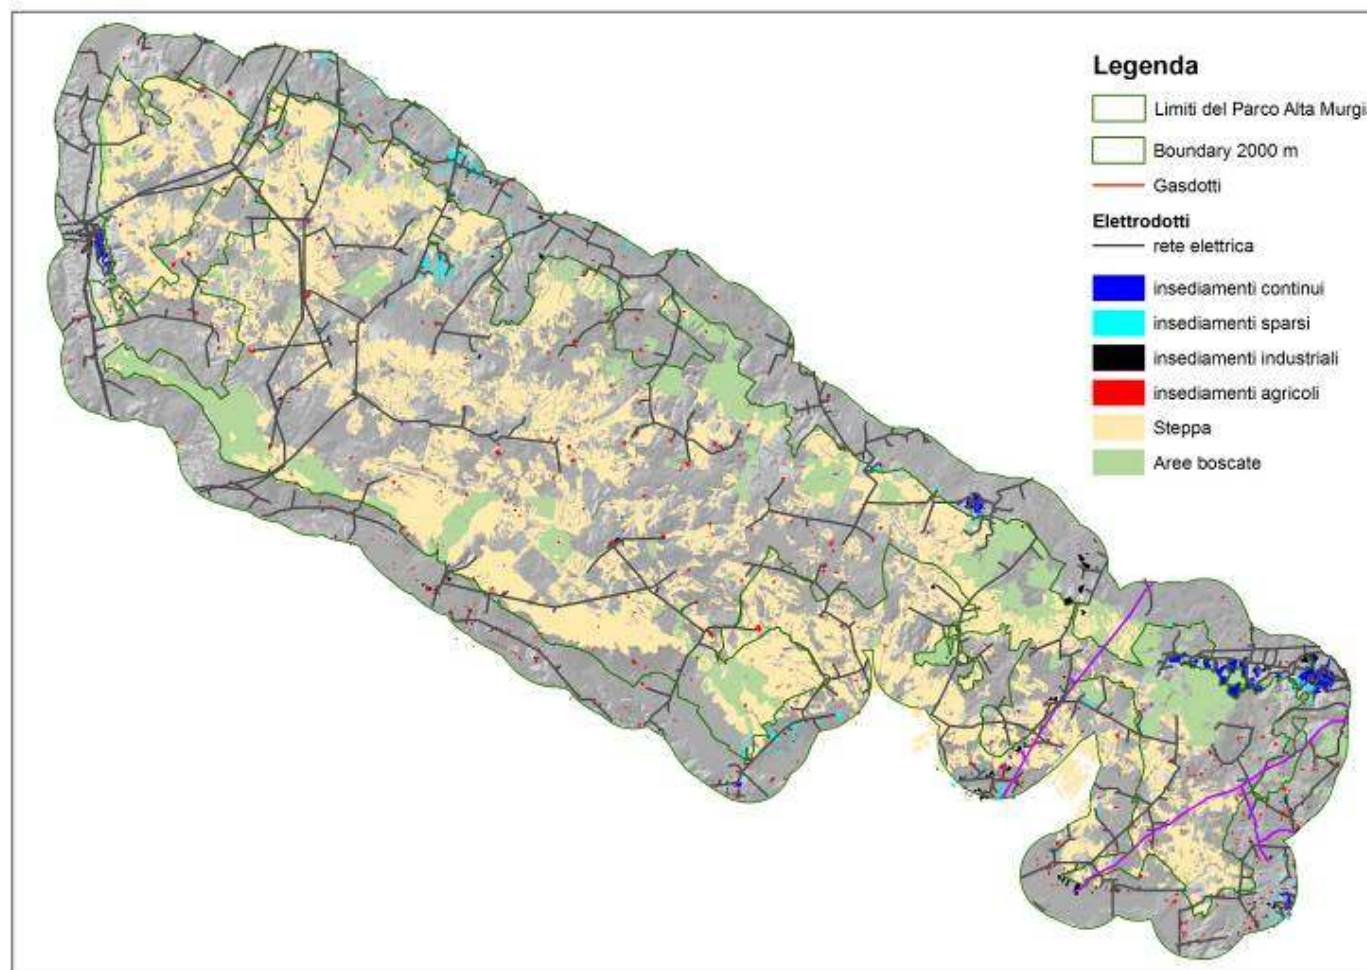 Legenda
Limiti del Parco Alta Murgi
Boundary 2000 m
Gasdotti
Elettrodotti
rete elettrica
insediamenti continui
insediamenti sparsi
insediamenti industriali
insediamenti agricoli
Steppa
Aree boscate